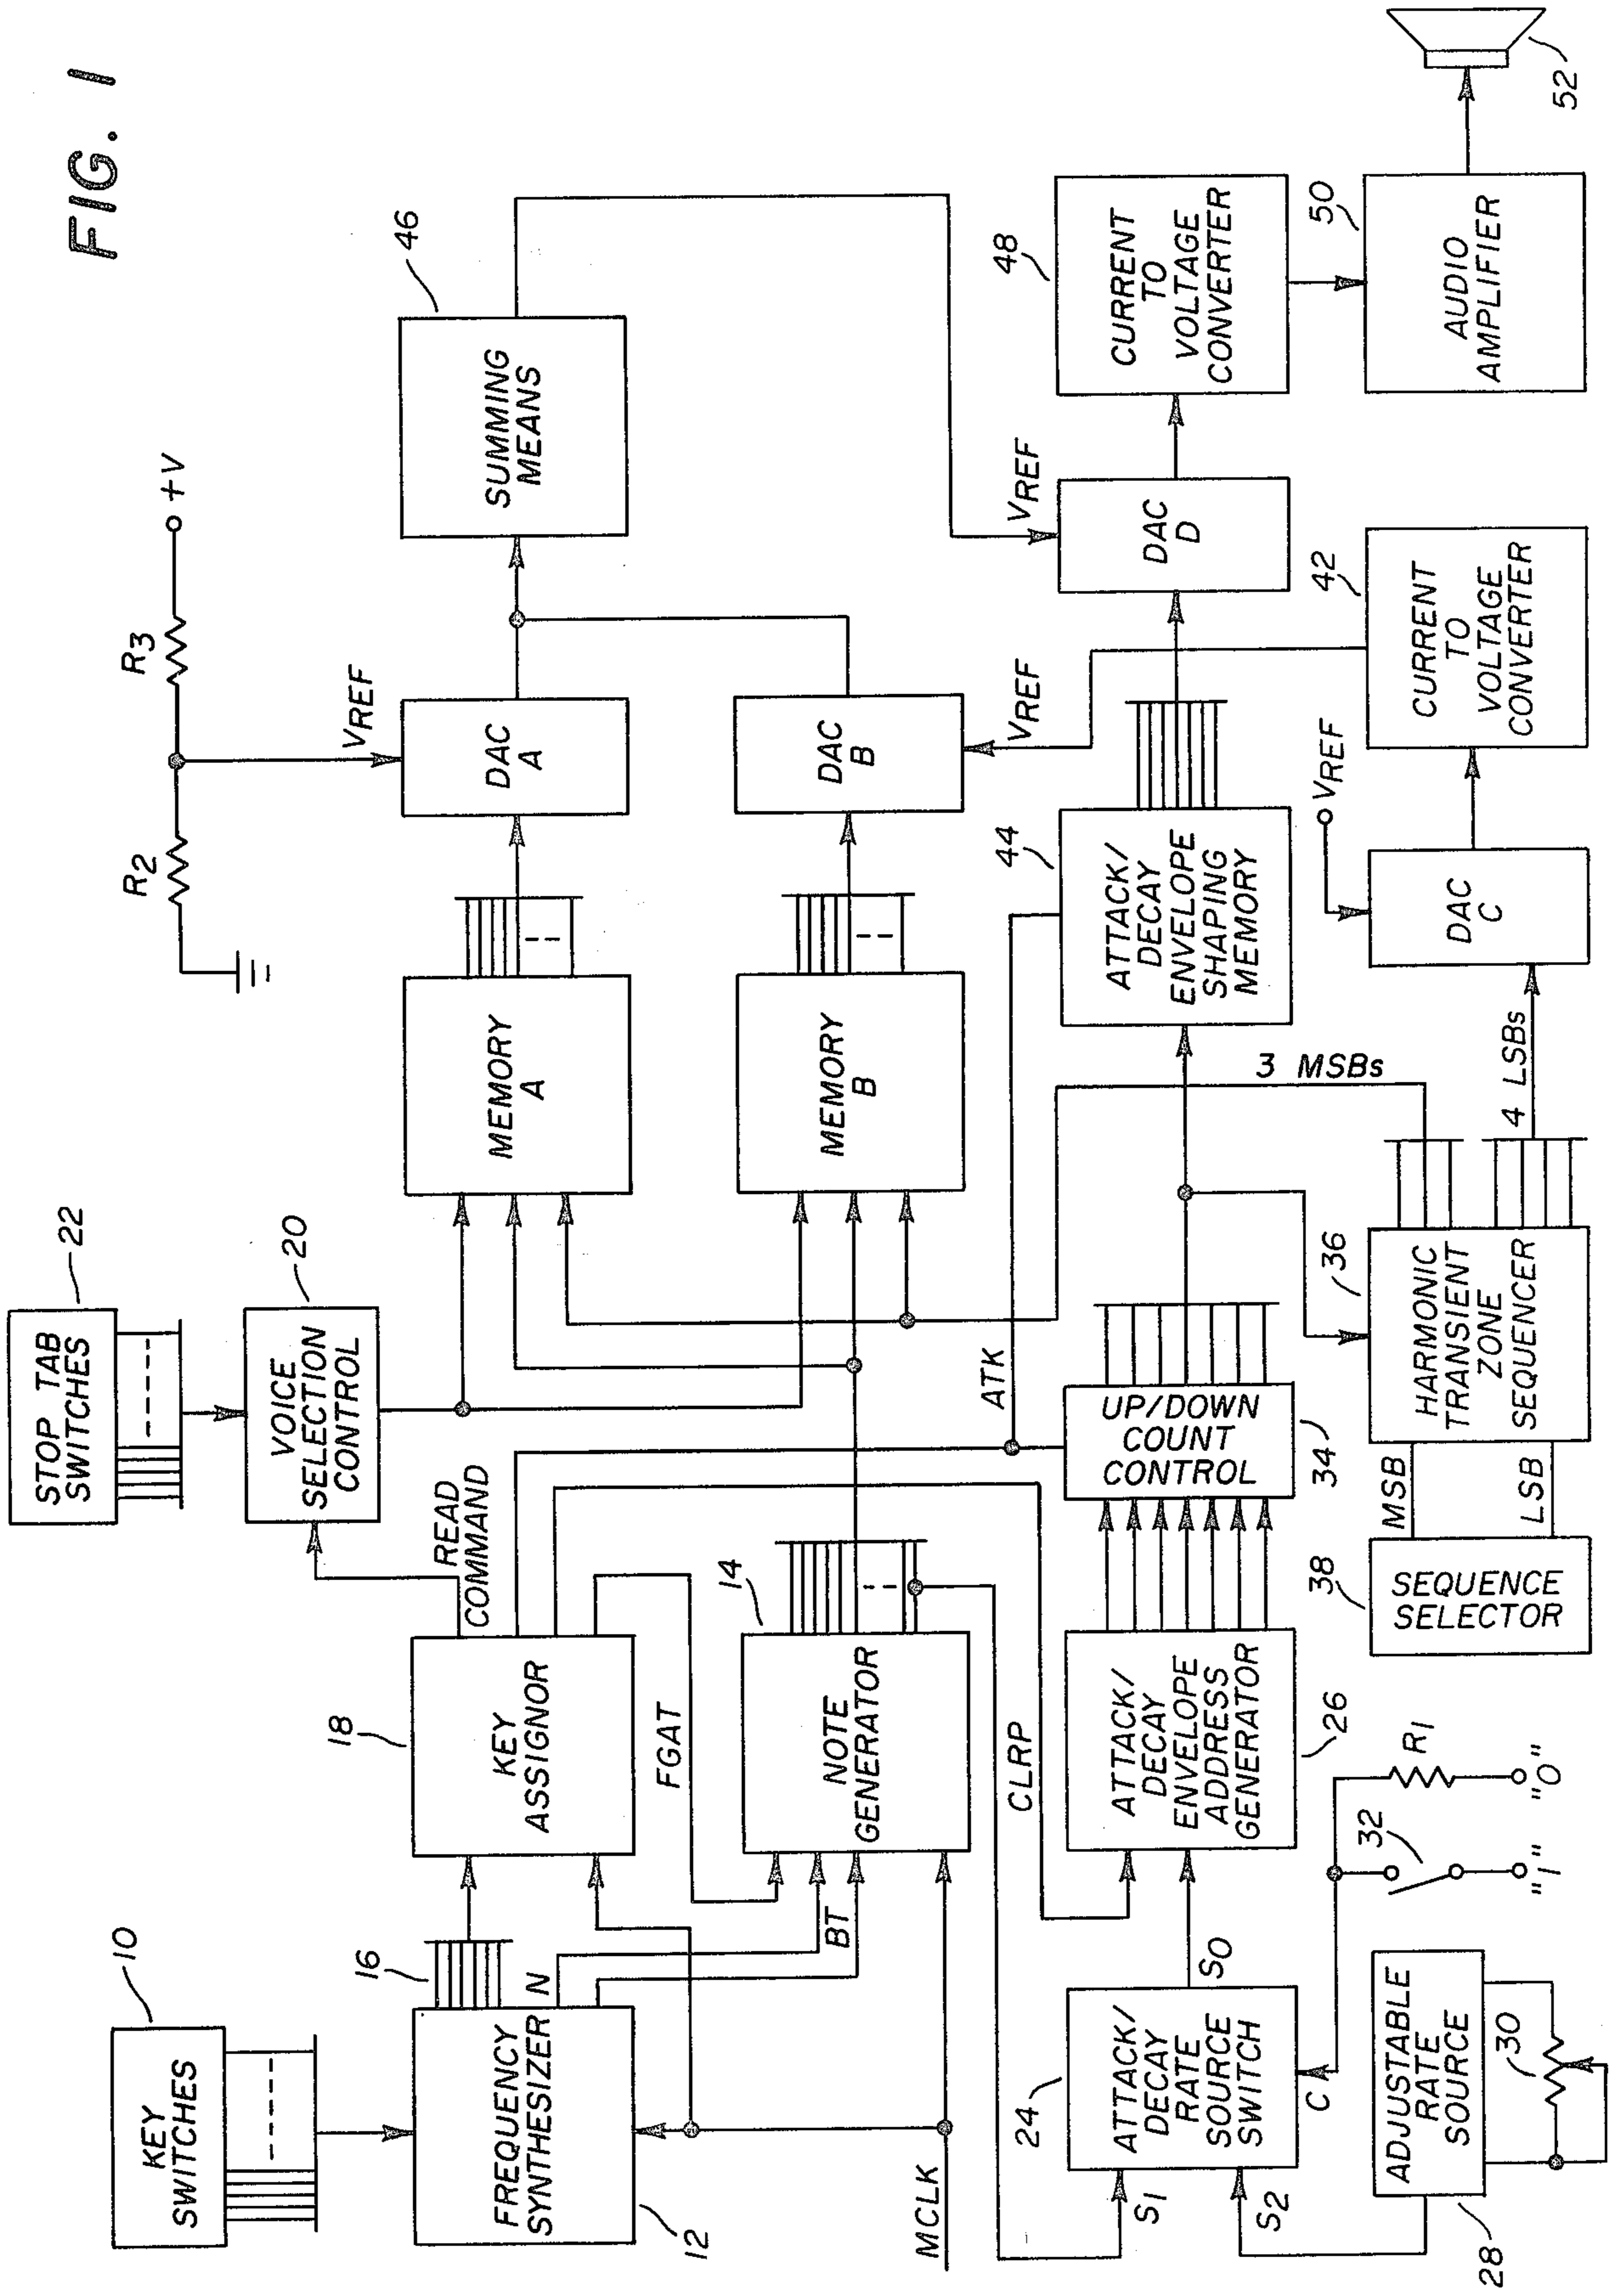 FIG. 1
10
KEY
SWITCHES
STOP TAB
SWITCHES
22
VOICE
SELECTION
CONTROL
20
R2
R3
+V
VREF
12
FREQUENCY
SYNTHESIZER
N
16
18
KEY
ASSIGNOR
READ
COMMAND
MEMORY
A
DAC
A
SUMMING
MEANS
46
FGAT
BT
MCLK
NOTE
GENERATOR
14
MEMORY
B
DAC
B
VREF
VREF
CLRP
ATK
S1
S2
24
ATTACK/
DECAY
RATE
SOURCE
SWITCH
SO
C
ATTACK/
DECAY
ENVELOPE
ADDRESS
GENERATOR
26
UP/DOWN
COUNT
CONTROL
34
44
ATTACK/
DECAY
ENVELOPE
SHAPING
MEMORY
DAC
D
48
CURRENT
TO
VOLTAGE
CONVERTER
3 MSBs
28
ADJUSTABLE
RATE
SOURCE
30
32
R1
"1"
"0"
38
SEQUENCE
SELECTOR
MSB
LSB
36
HARMONIC
TRANSIENT
ZONE
SEQUENCER
4 LSBs
VREF
DAC
C
42
CURRENT
TO
VOLTAGE
CONVERTER
50
AUDIO
AMPLIFIER
52